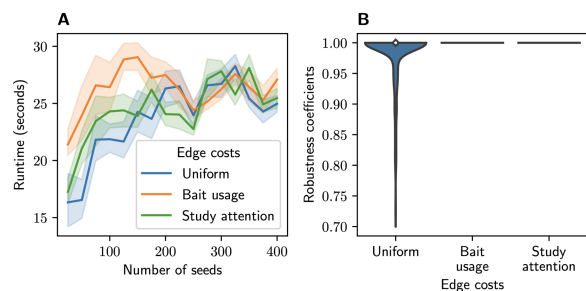 A
30
25
20
15
Runtime (seconds)
100
200
300
400
Number of seeds
Edge costs
Uniform
Bait usage
Study attention
B
1.00
0.95
0.90
0.85
0.80
0.75
0.70
Robustness coefficients
Uniform
Bait
usage
Study
attention
Edge costs